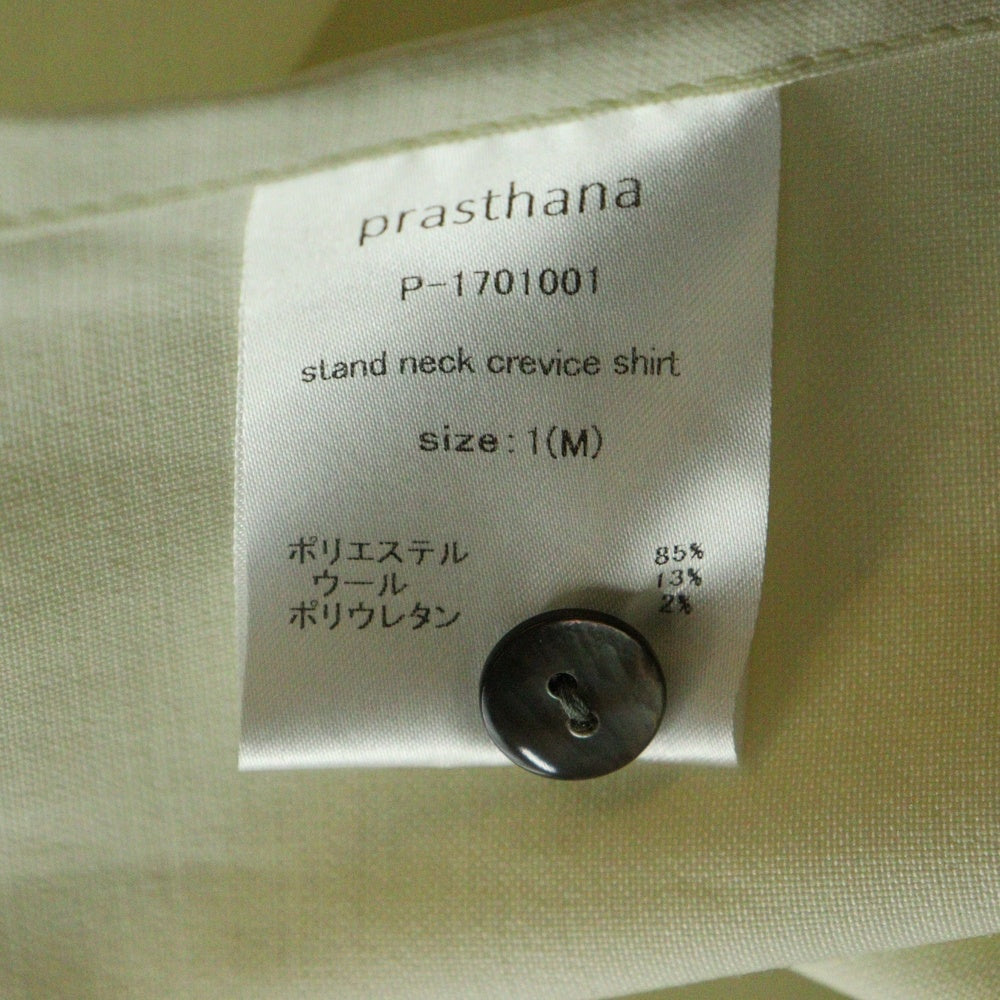 prasthana
P-1701001
stand neck crevice shirt
size:1(M)
ポリエステル 85%
ウール 13%
ポリウレタン 2%